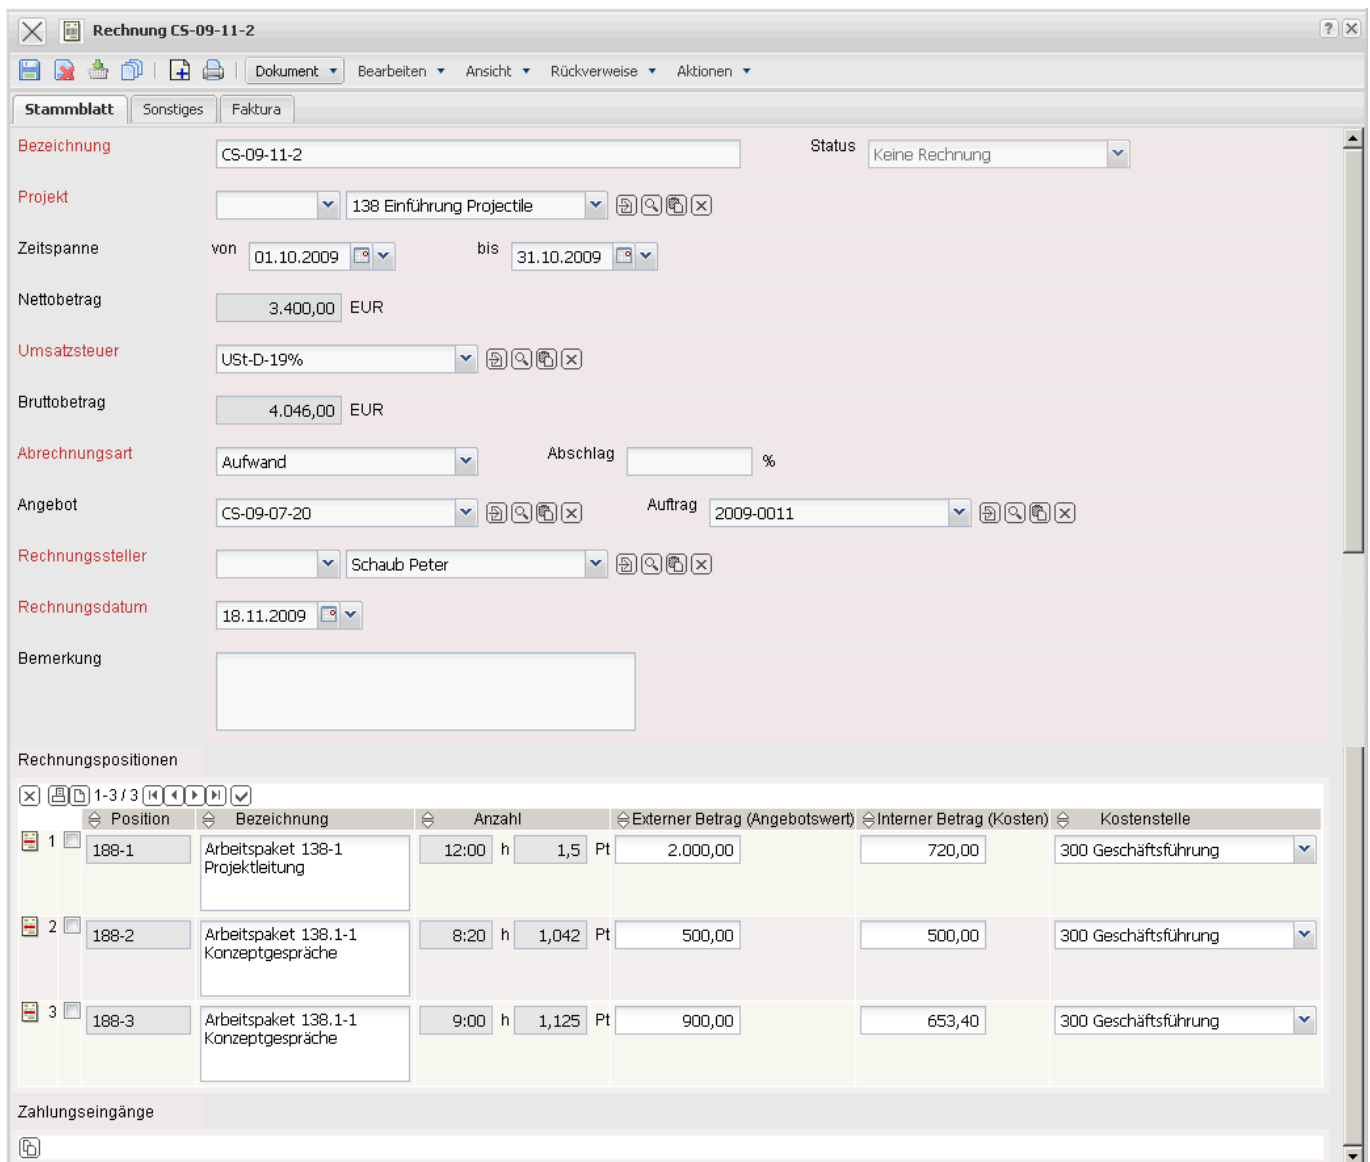 Rechnung CS-09-11-2
Dokument Bearbeiten Ansicht Rückverweise Aktionen
Stammblatt Sonstiges Faktura
Bezeichnung CS-09-11-2 Status Keine Rechnung
Projekt 138 Einführung Projectile
Zeitspanne von 01.10.2009 bis 31.10.2009
Nettobetrag 3.400,00 EUR
Umsatzsteuer USt-D-19%
Bruttobetrag 4.046,00 EUR
Abrechnungsart Aufwand Abschlag %
Angebot CS-09-07-20 Auftrag 2009-0011
Rechnungssteller Schaub Peter
Rechnungsdatum 18.11.2009
Bemerkung
Rechnungspositionen
1-3 / 3
Position Bezeichnung Anzahl Externer Betrag (Angebotswert) Interner Betrag (Kosten) Kostenstelle
1 188-1 Arbeitspaket 138-1 12:00 h 1,5 Pt 2.000,00 720,00 300 Geschäftsführung
Projektleitung
2 188-2 Arbeitspaket 138.1-1 8:20 h 1,042 Pt 500,00 500,00 300 Geschäftsführung
Konzeptgespräche
3 188-3 Arbeitspaket 138.1-1 9:00 h 1,125 Pt 900,00 653,40 300 Geschäftsführung
Konzeptgespräche
Zahlungseingänge